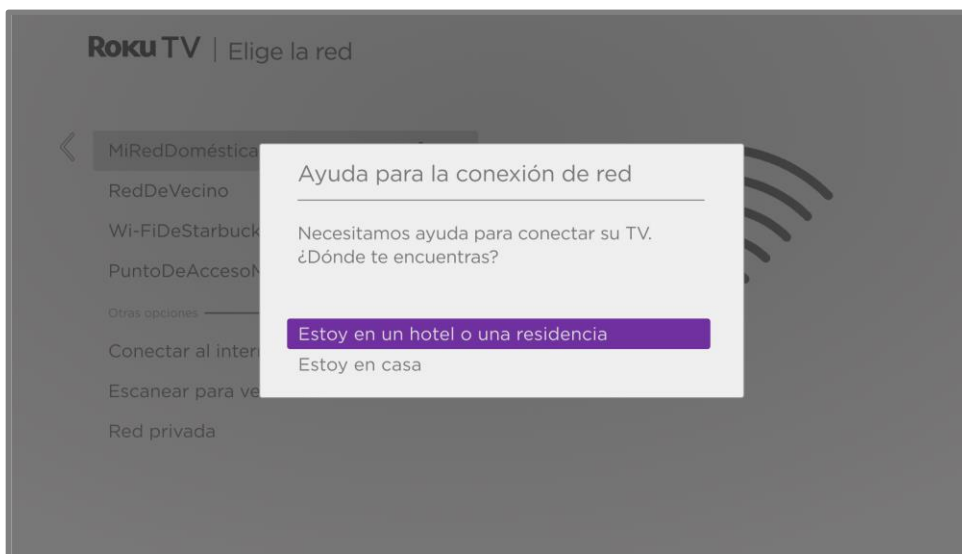 Roku TV | Elige la red
MiRedDoméstica
RedDeVecino
Wi-FiDeStarbuck
PuntoDeAcceso
Otras opciones
Conectar al inter
Escanear para ve
Red privada
Ayuda para la conexión de red
Necesitamos ayuda para conectar su TV.
¿Dónde te encuentras?
Estoy en un hotel o una residencia
Estoy en casa